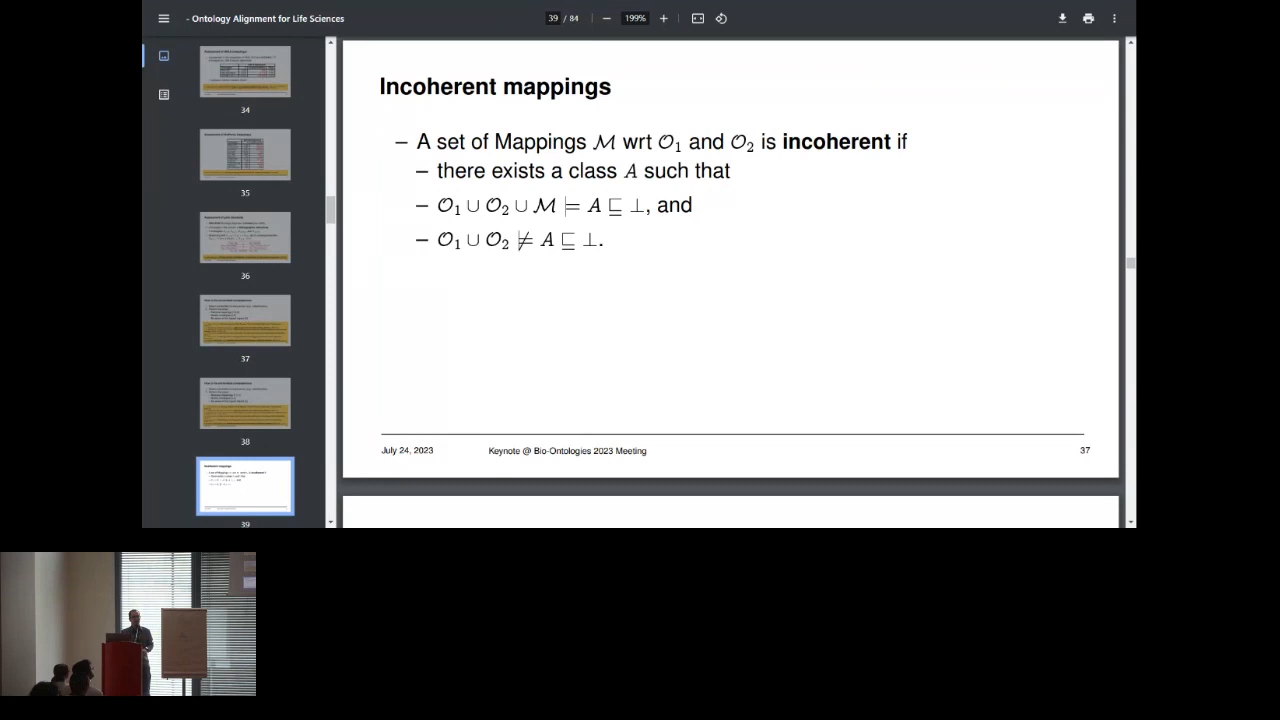 - Ontology Alignment for Life Sciences
39 / 84
199%
34
35
36
37
38
39
Incoherent mappings
– A set of Mappings ℳ wrt 𝒪₁ and 𝒪₂ is incoherent if
– there exists a class A such that
– 𝒪₁ ∪ 𝒪₂ ∪ ℳ ⊨ A ⊑ ⊥, and
– 𝒪₁ ∪ 𝒪₂ ⊭ A ⊑ ⊥.
July 24, 2023 Keynote @ Bio-Ontologies 2023 Meeting 37